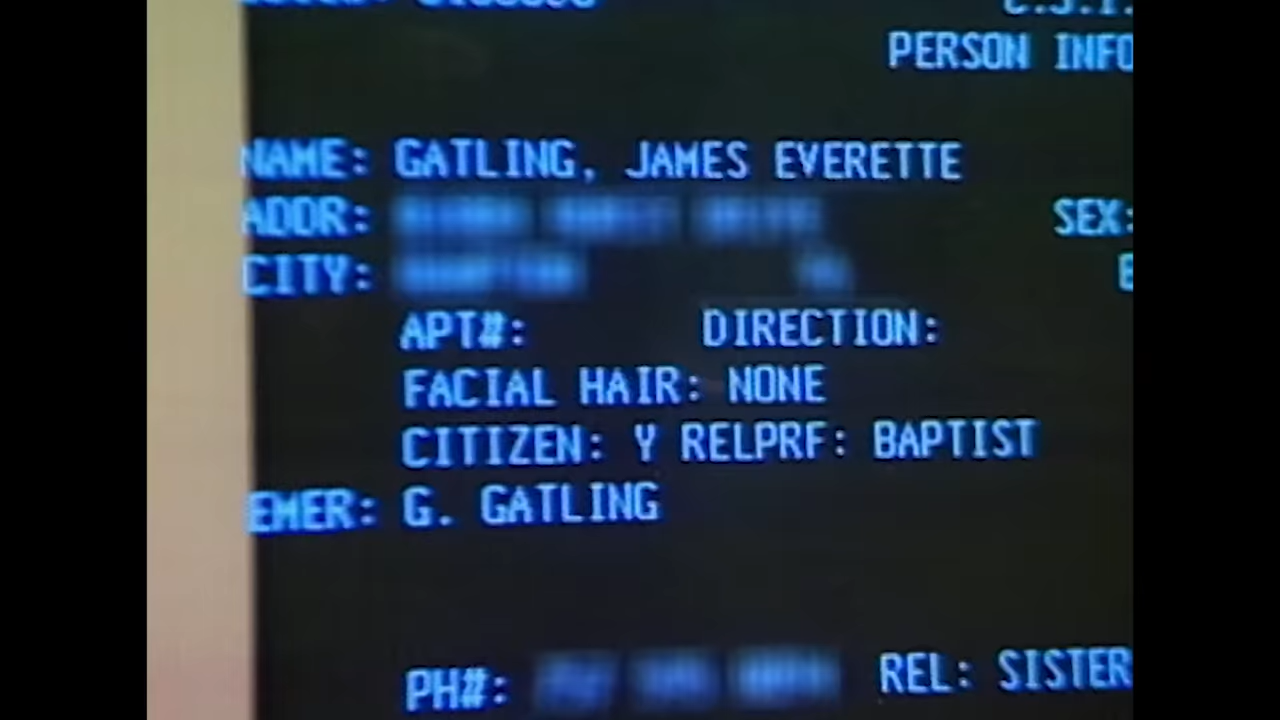 PERSON INFO
NAME: GATLING, JAMES EVERETTE
ADDR:
SEX:
CITY:
APT#: DIRECTION:
FACIAL HAIR: NONE
CITIZEN: Y RELPRF: BAPTIST
EMER: G. GATLING
PH#: REL: SISTER